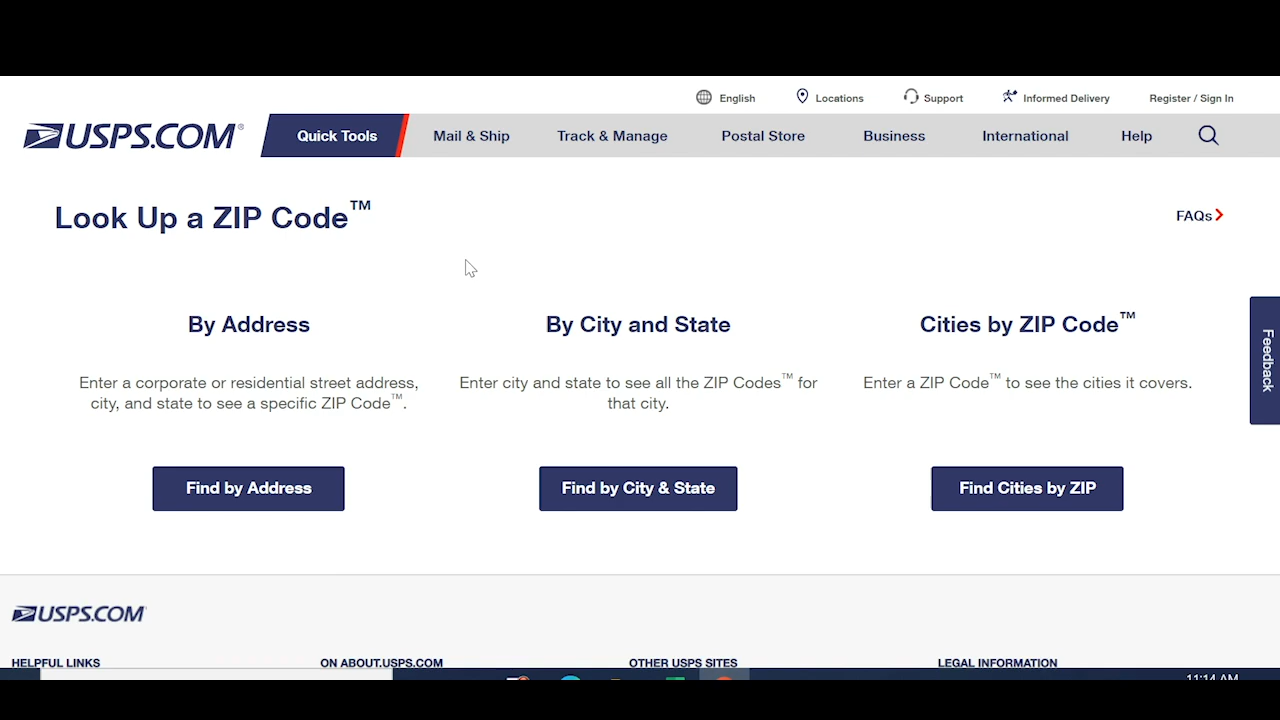 English Locations Support Informed Delivery Register / Sign In
USPS.COM® Quick Tools Mail & Ship Track & Manage Postal Store Business International Help
Look Up a ZIP Code™
FAQs
By Address
Enter a corporate or residential street address,
city, and state to see a specific ZIP Code™.
Find by Address
By City and State
Enter city and state to see all the ZIP Codes™ for
that city.
Find by City & State
Cities by ZIP Code™
Enter a ZIP Code™ to see the cities it covers.
Find Cities by ZIP
Feedback
USPS.COM
HELPFUL LINKS ON ABOUT.USPS.COM OTHER USPS SITES LEGAL INFORMATION
11:14 AM